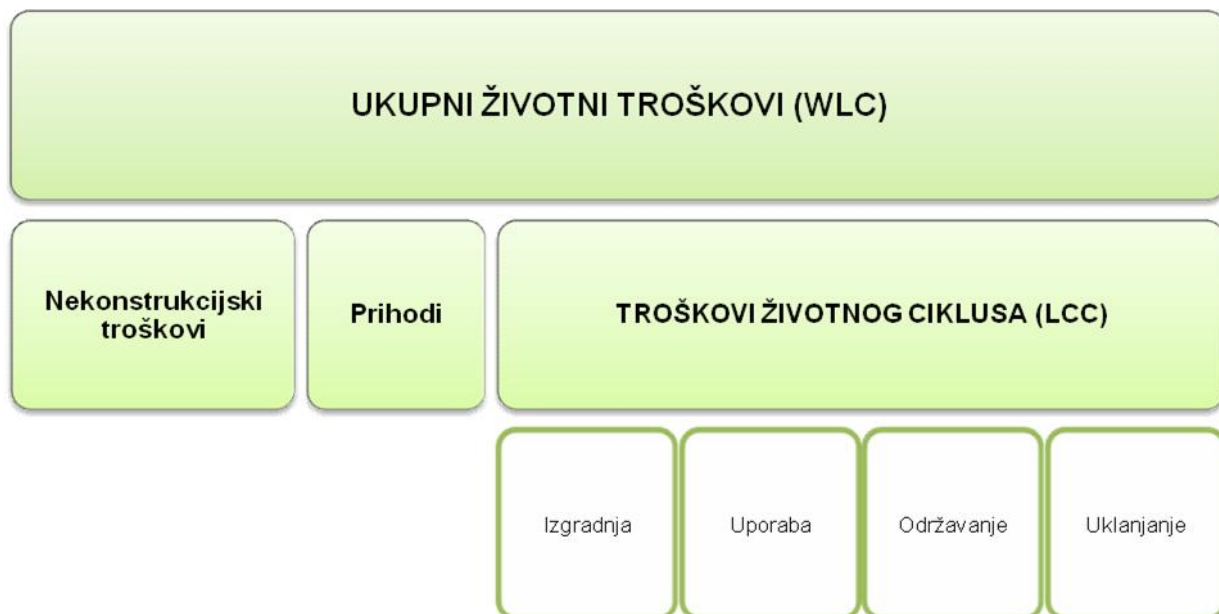 UKUPNI ŽIVOTNI TROŠKOVI (WLC)
Nekonstrukcijski
troškovi
Prihodi
TROŠKOVI ŽIVOTNOG CIKLUSA (LCC)
Izgradnja
Uporaba
Održavanje
Uklanjanje